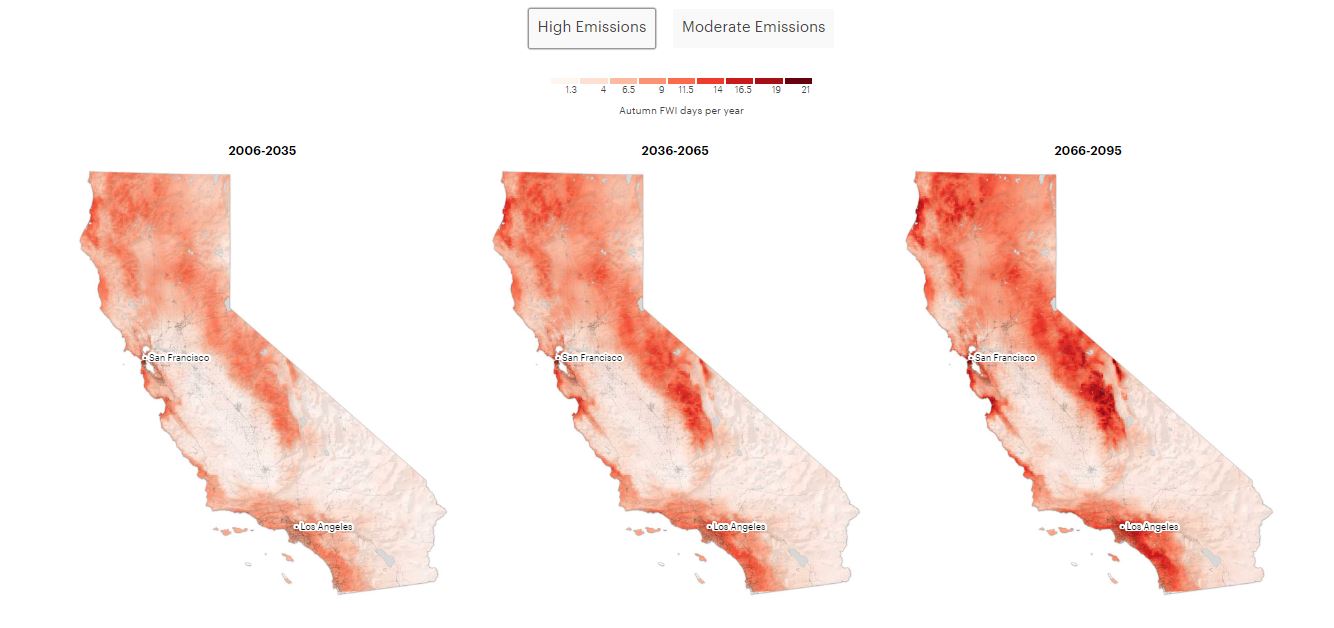 High Emissions Moderate Emissions
1.3 4 6.5 9 11.5 14 16.5 19 21
Autumn FWI days per year
2006-2035 2036-2065 2066-2095
San Francisco San Francisco San Francisco
Los Angeles Los Angeles Los Angeles